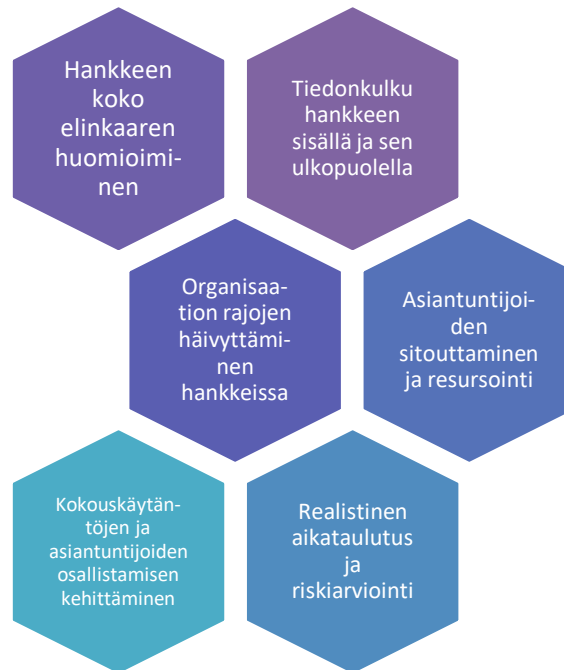 Hankkeen
koko
elinkaaren
huomioimi-
nen
Tiedonkulku
hankkeen
sisällä ja sen
ulkopuolella
Organisaa-
tion rajojen
häivyttämi-
nen
hankkeissa
Asiantuntijoi-
den
sitouttaminen
ja resursointi
Kokouskäytän-
töjen ja
asiantuntijoiden
osallistamisen
kehittäminen
Realistinen
aikataulutus
ja
riskiarviointi